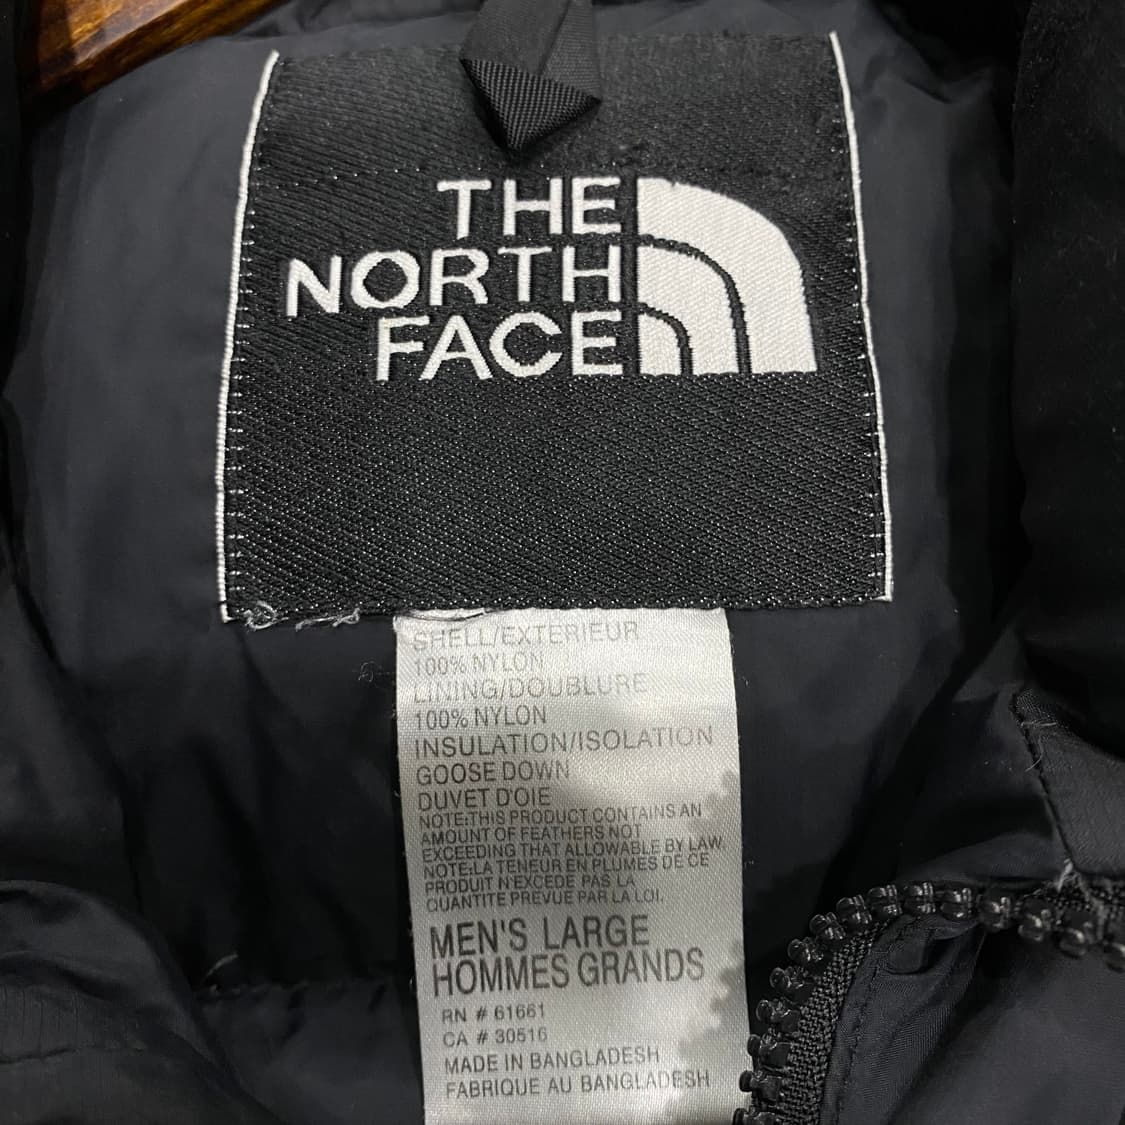 THE
NORTH
FACE
SHELL/EXTERIEUR
100% NYLON
LINING/DOUBLURE
100% NYLON
INSULATION/ISOLATION
GOOSE DOWN
DUVET D'OIE
NOTE:THIS PRODUCT CONTAINS AN
AMOUNT OF FEATHERS NOT
EXCEEDING THAT ALLOWABLE BY LAW.
NOTE:LA TENEUR EN PLUMES DE CE
PRODUIT N'EXCEDE PAS LA
QUANTITE PREVUE PAR LA LOI.
MEN'S LARGE
HOMMES GRANDS
RN # 61661
CA # 30516
MADE IN BANGLADESH
FABRIQUE AU BANGLADESH